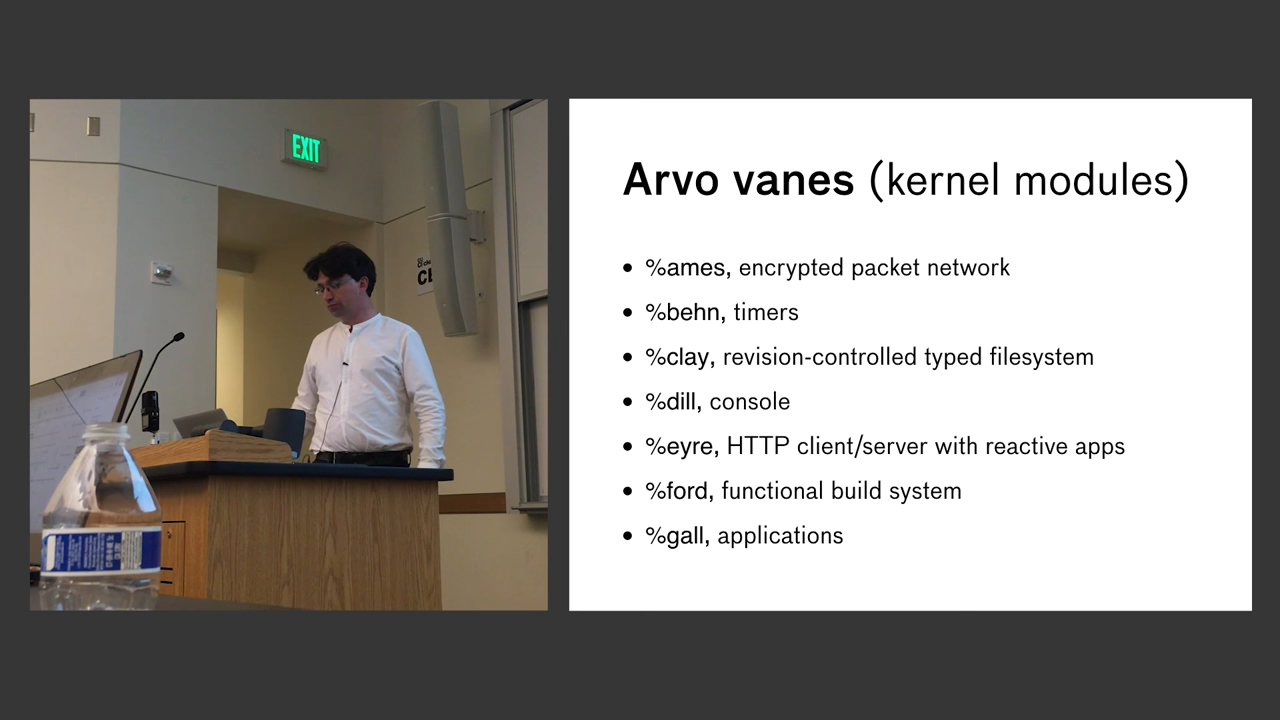 EXIT
Arvo vanes (kernel modules)
• %ames, encrypted packet network
• %behn, timers
• %clay, revision-controlled typed filesystem
• %dill, console
• %eyre, HTTP client/server with reactive apps
• %ford, functional build system
• %gall, applications